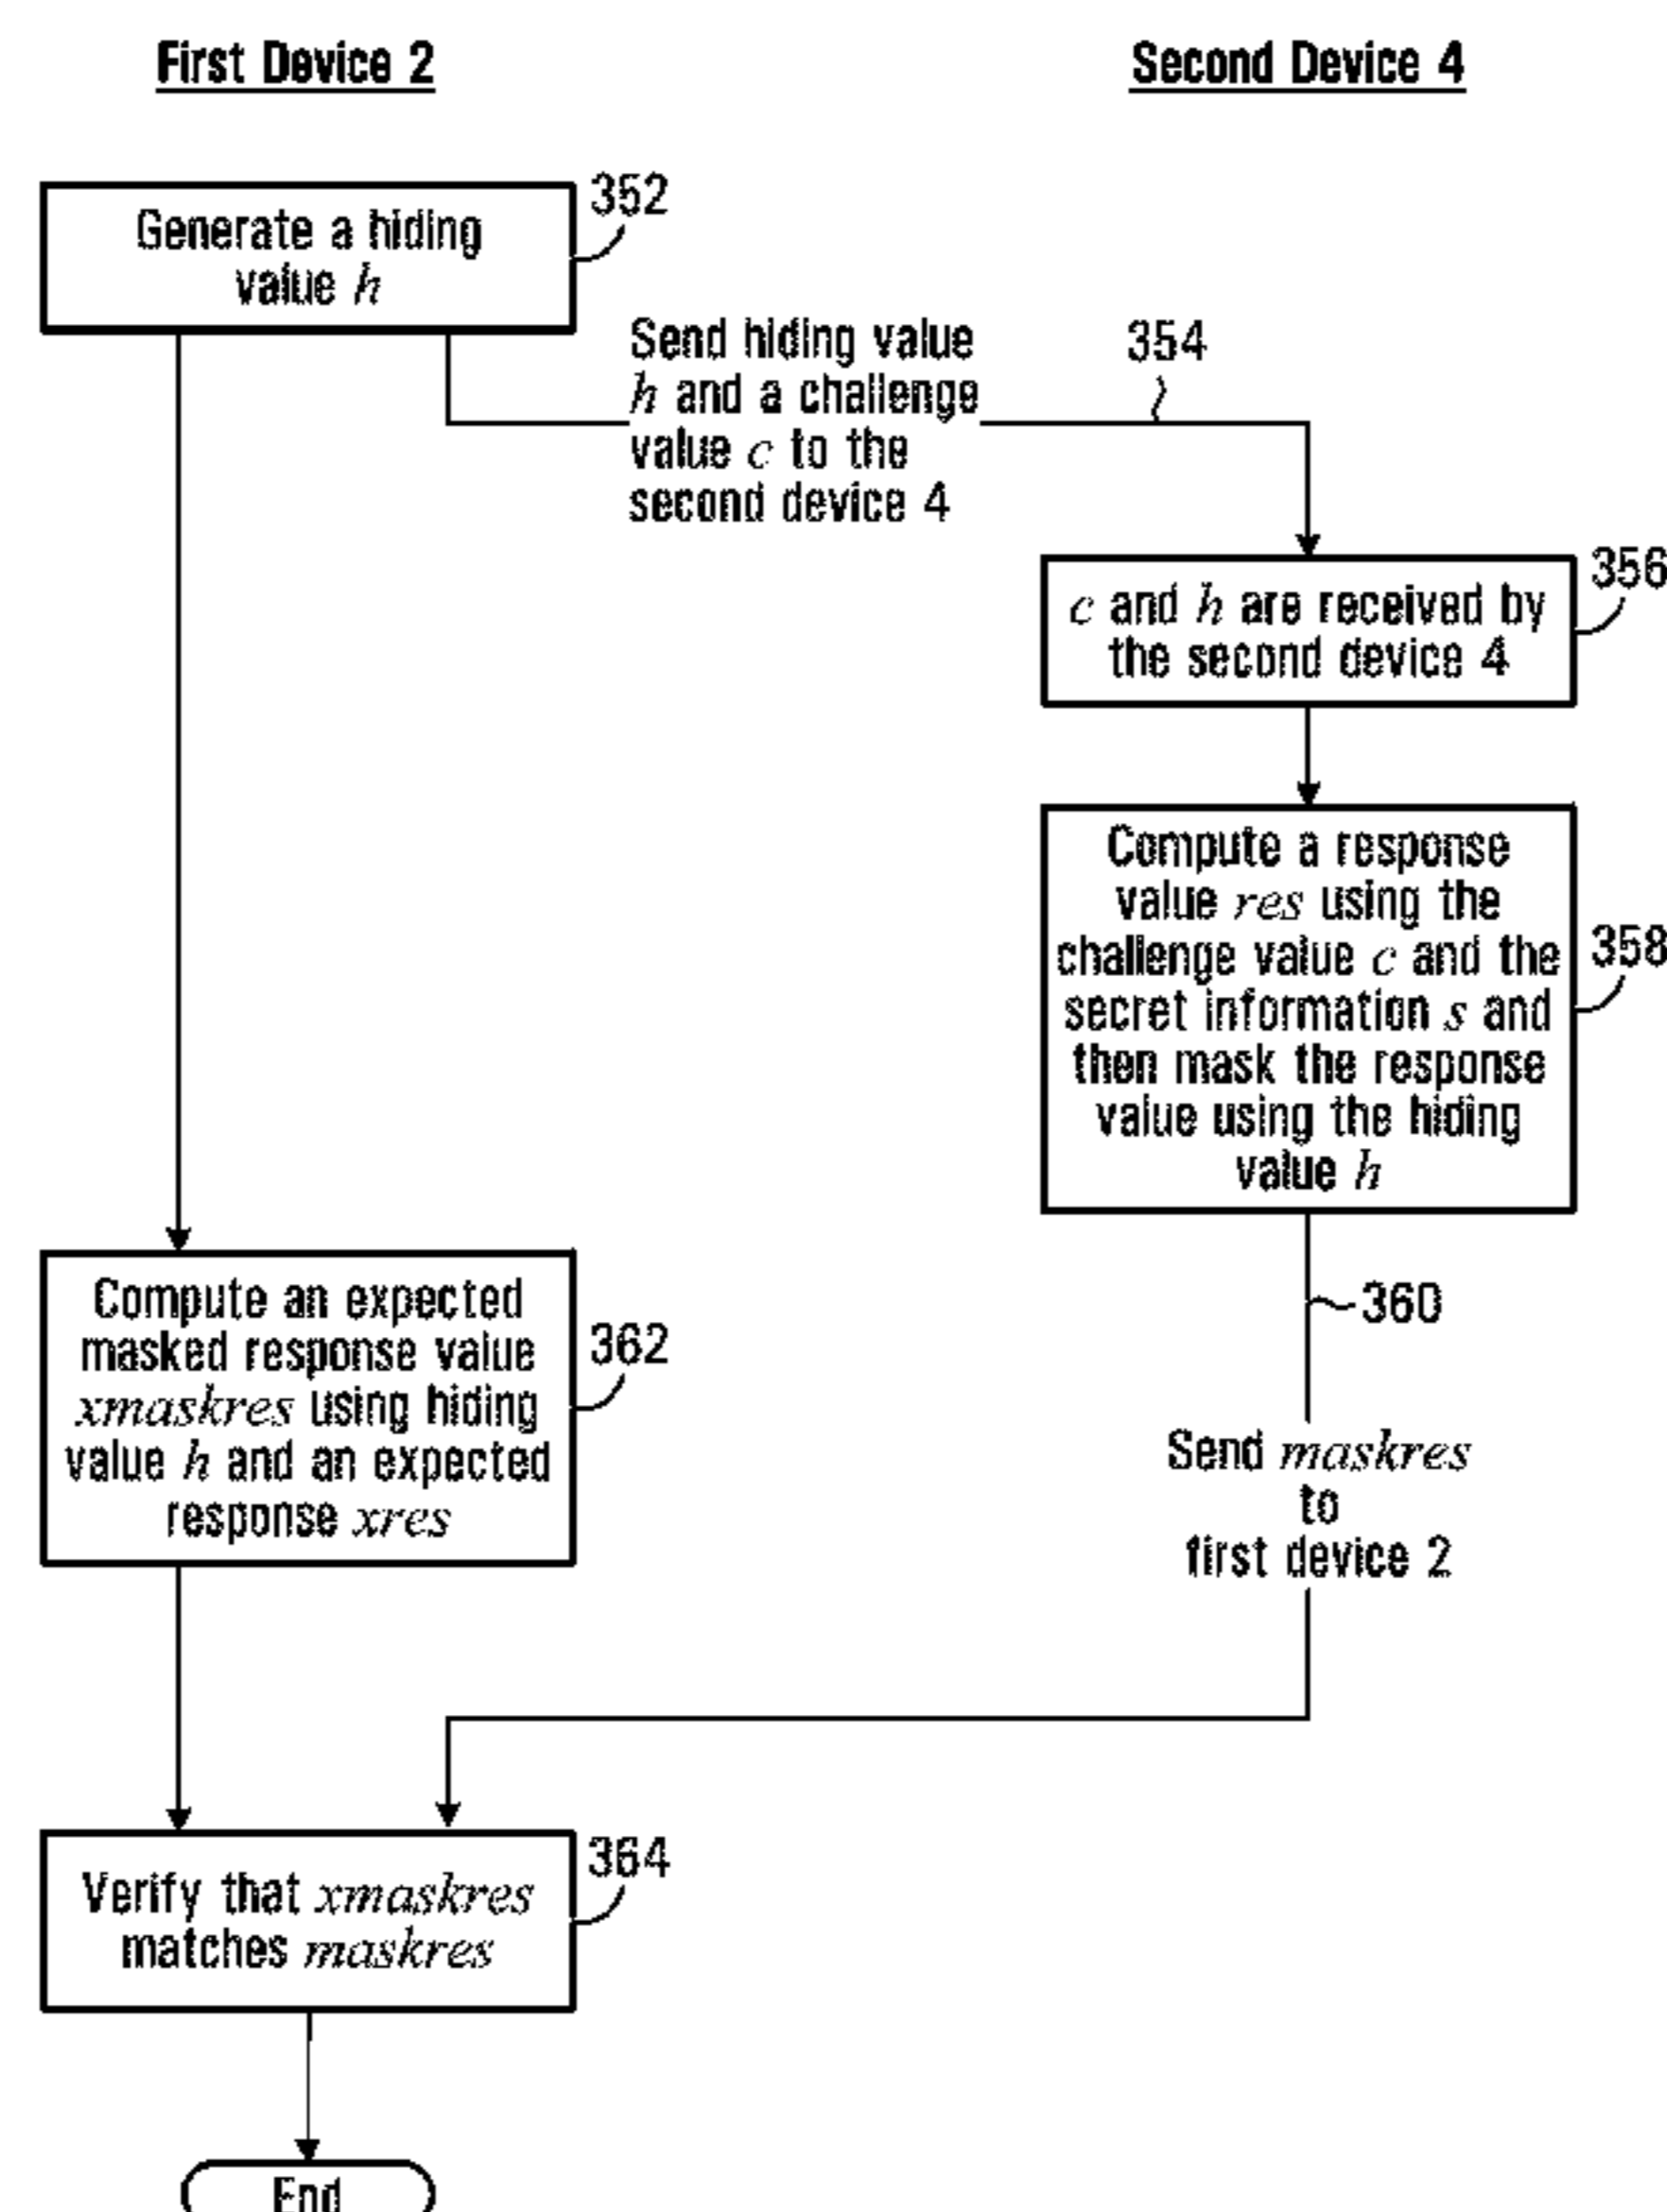 First Device 2
Second Device 4
352
Generate a hiding
value h
Send hiding value
h and a challenge
value c to the
second device 4
354
356
c and h are received by
the second device 4
Compute a response
value res using the
challenge value c and the
secret information s and
then mask the response
value using the hiding
value h
358
360
Compute an expected
masked response value
xmaskres using hiding
value h and an expected
response xres
362
Send maskres
to
first device 2
364
Verify that xmaskres
matches maskres
End